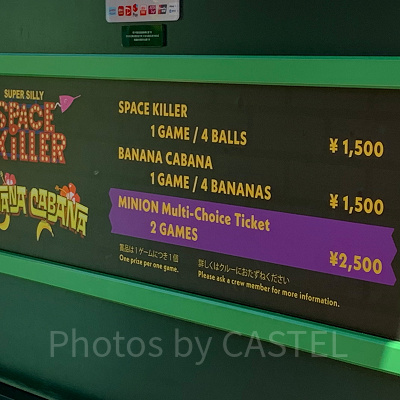 SUPER SILLY
SPACE
KILLER
BANANA CABANA
SPACE KILLER
1 GAME / 4 BALLS
¥1,500
BANANA CABANA
1 GAME / 4 BANANAS
¥1,500
MINION Multi-Choice Ticket
2 GAMES
¥2,500
賞品は1ゲームにつき1個
One prize per one game.
詳しくはクルーにおたずねください
Please ask a crew member for more information.
Photos by CASTEL